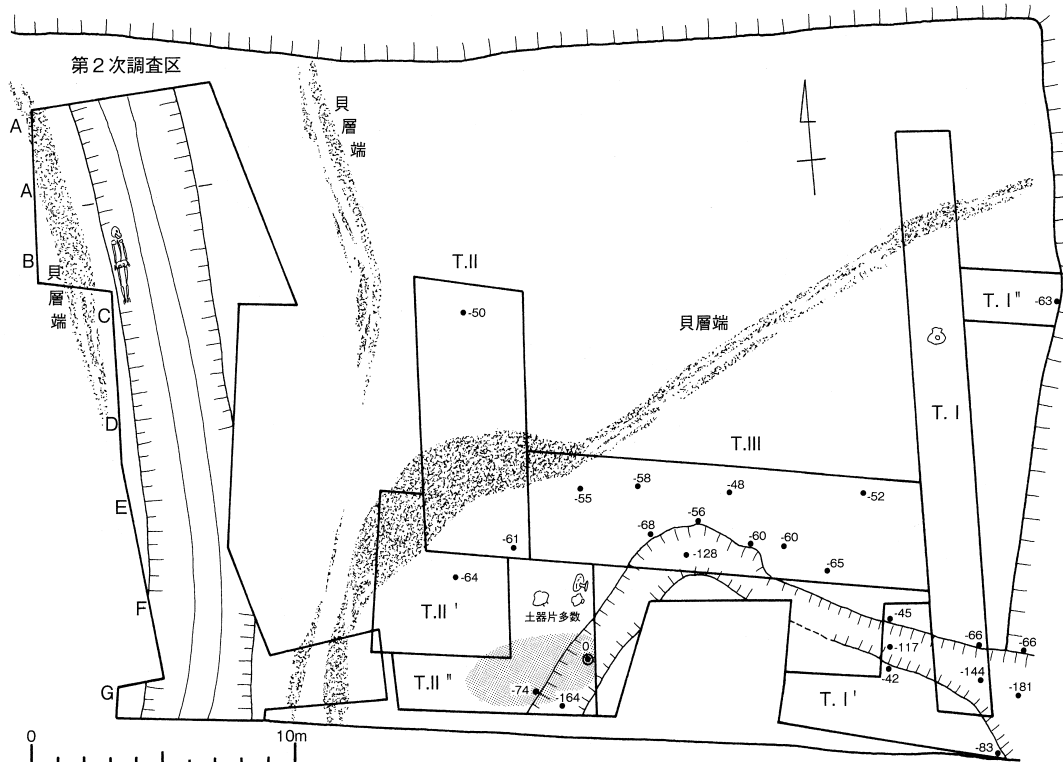 第２次調査区
A
A
B
C
D
E
F
G
貝層端
貝層端
貝層端
T.II
-50
T.III
-55
-58
-48
-52
-56
-68
-60
-60
-128
-65
-61
-64
T.II'
土器片多数
0
T.II"
-74
-164
T. I
T. I"
-63
-45
-117
-42
-66
-66
-144
-181
T. I'
-83
0
10m